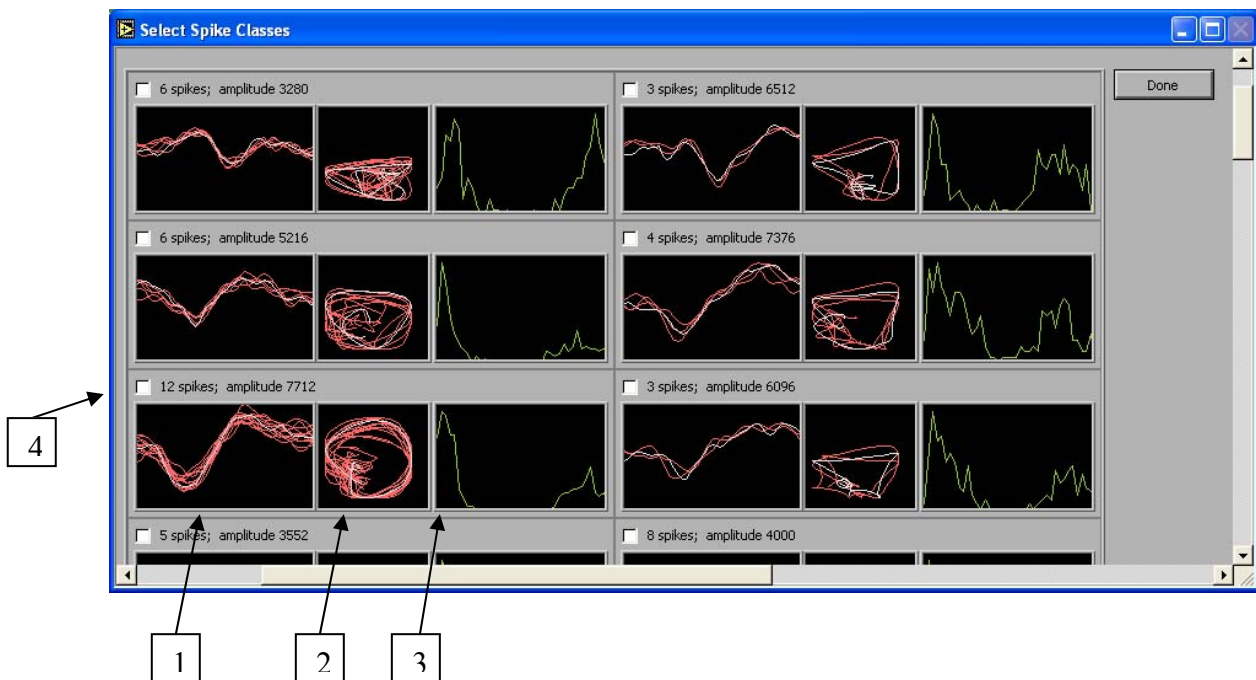 Select Spike Classes
6 spikes; amplitude 3280
3 spikes; amplitude 6512
Done
6 spikes; amplitude 5216
4 spikes; amplitude 7376
12 spikes; amplitude 7712
3 spikes; amplitude 6096
4
5 spikes; amplitude 3552
8 spikes; amplitude 4000
1
2
3